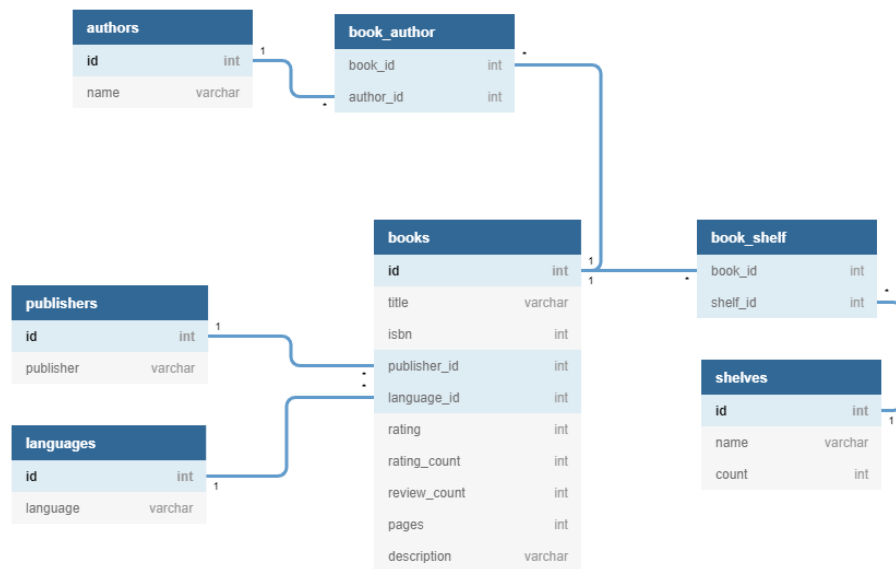 authors
id int
name varchar
1
*
book_author
book_id int
author_id int
*
books
id int
title varchar
isbn int
publisher_id int
language_id int
rating int
rating_count int
review_count int
pages int
description varchar
1
1
*
*
publishers
id int
publisher varchar
1
languages
id int
language varchar
1
book_shelf
book_id int
shelf_id int
*
*
shelves
id int
name varchar
count int
1